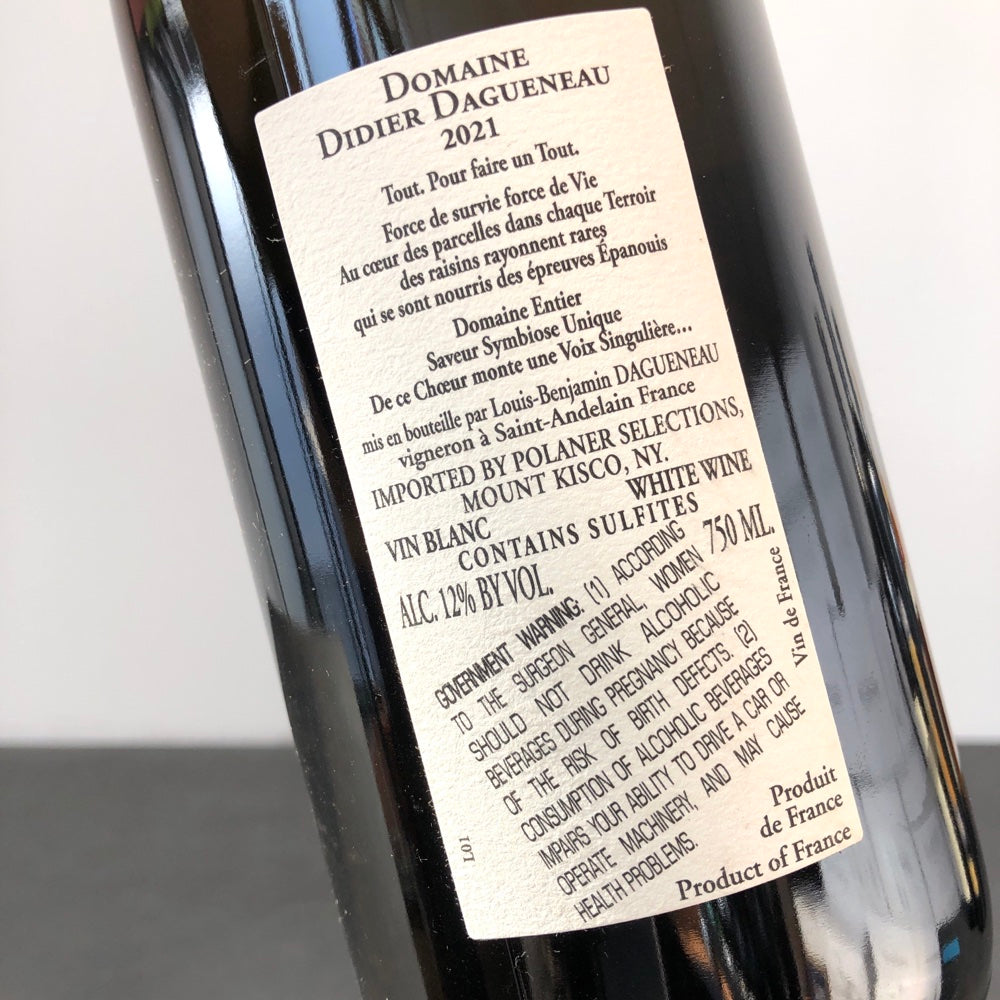 DOMAINE
DIDIER DAGUENEAU
2021
Tout. Pour faire un Tout.
Force de survie force de Vie
Au cœur des parcelles dans chaque Terroir
des raisins rayonnent rares
qui se sont nourris des épreuves Épanouis
Domaine Entier
Saveur Symbiose Unique
De ce Chœur monte une Voix Singulière...
mis en bouteille par Louis-Benjamin DAGUENEAU
vigneron à Saint-Andelain France
IMPORTED BY POLANER SELECTIONS,
MOUNT KISCO, NY.
VIN BLANC WHITE WINE
CONTAINS SULFITES
ALC. 12% BY VOL. 750 ML.
GOVERNMENT WARNING: (1) ACCORDING
TO THE SURGEON GENERAL, WOMEN
SHOULD NOT DRINK ALCOHOLIC
BEVERAGES DURING PREGNANCY BECAUSE
OF THE RISK OF BIRTH DEFECTS. (2)
CONSUMPTION OF ALCOHOLIC BEVERAGES
IMPAIRS YOUR ABILITY TO DRIVE A CAR OR
OPERATE MACHINERY, AND MAY CAUSE
HEALTH PROBLEMS.
Vin de France
Produit
de France
Product of France
L01